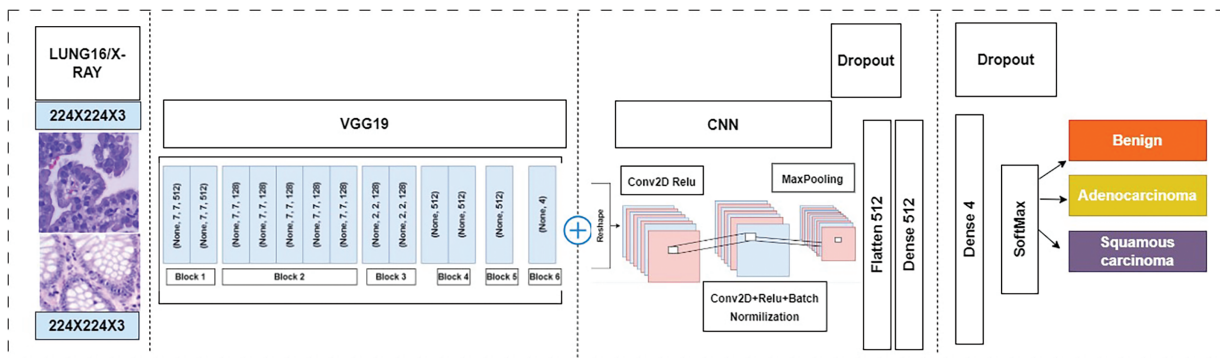 LUNG16/X-
RAY
224X224X3
224X224X3
VGG19
(None, 7, 7, 512)
(None, 7, 7, 512)
(None, 7, 7, 128)
(None, 7, 7, 128)
(None, 7, 7, 128)
(None, 7, 7, 128)
(None, 7, 7, 128)
(None, 2, 2, 128)
(None, 2, 2, 128)
(None, 512)
(None, 512)
(None, 512)
(None, 4)
Block 1
Block 2
Block 3
Block 4
Block 5
Block 6
Reshape
Dropout
CNN
Conv2D Relu
MaxPooling
Conv2D+Relu+Batch
Normilization
Flatten 512
Dense 512
Dropout
Dense 4
SoftMax
Benign
Adenocarcinoma
Squamous
carcinoma